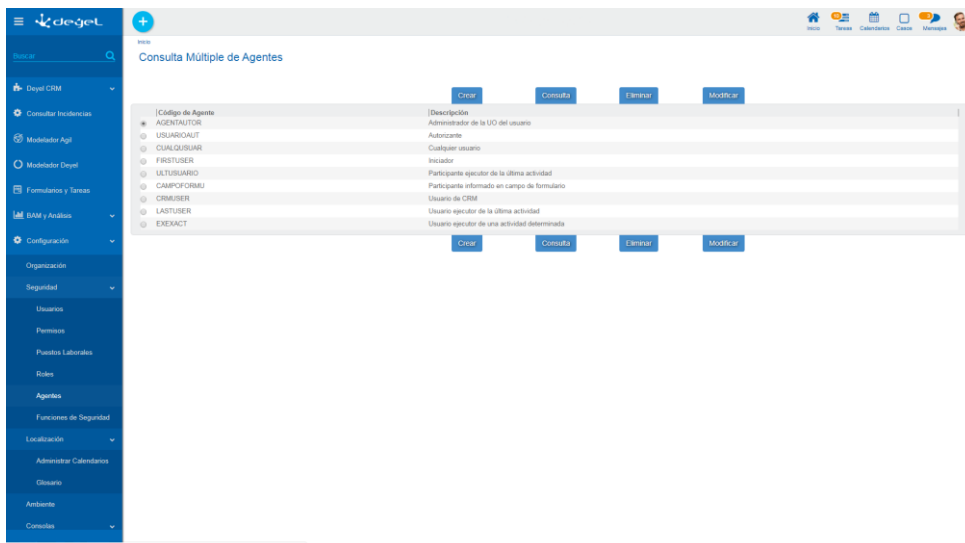 deyel
Inicio
Tareas
Calendarios
Casos
Mensajes
Buscar
Inicio
Consulta Múltiple de Agentes
Deyel CRM
Consultar Incidencias
Modelador Agil
Modelador Deyel
Formularios y Tareas
BAM y Análisis
Configuración
Organización
Seguridad
Usuarios
Permisos
Puestos Laborales
Roles
Agentes
Funciones de Seguridad
Localización
Administrar Calendarios
Glosario
Ambiente
Consolas
Crear Consulta Eliminar Modificar
Código de Agente Descripción
AGENTAUTOR Administrador de la UO del usuario
USUARIOAUT Autorizante
CUALQUSUAR Cualquier usuario
FIRSTUSER Iniciador
ULTUSUARIO Participante ejecutor de la última actividad
CAMPOFORMU Participante informado en campo de formulario
CRMUSER Usuario de CRM
LASTUSER Usuario ejecutor de la última actividad
EXEXACT Usuario ejecutor de una actividad determinada
Crear Consulta Eliminar Modificar